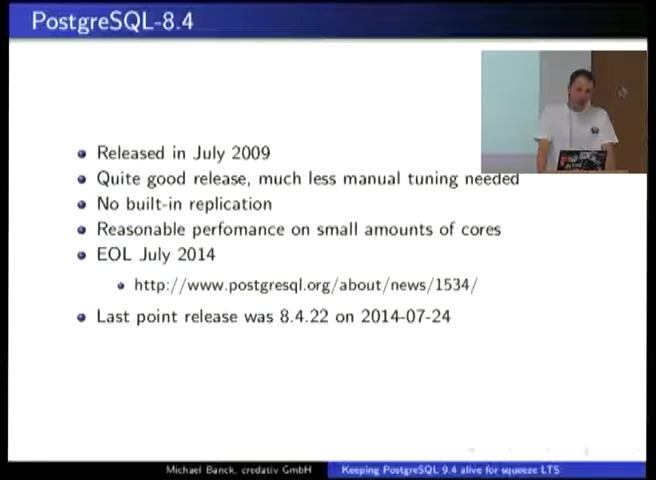 PostgreSQL-8.4
Released in July 2009
Quite good release, much less manual tuning needed
No built-in replication
Reasonable perfomance on small amounts of cores
EOL July 2014
http://www.postgresql.org/about/news/1534/
Last point release was 8.4.22 on 2014-07-24
Michael Banck, credativ GmbH
Keeping PostgreSQL 9.4 alive for squeeze LTS